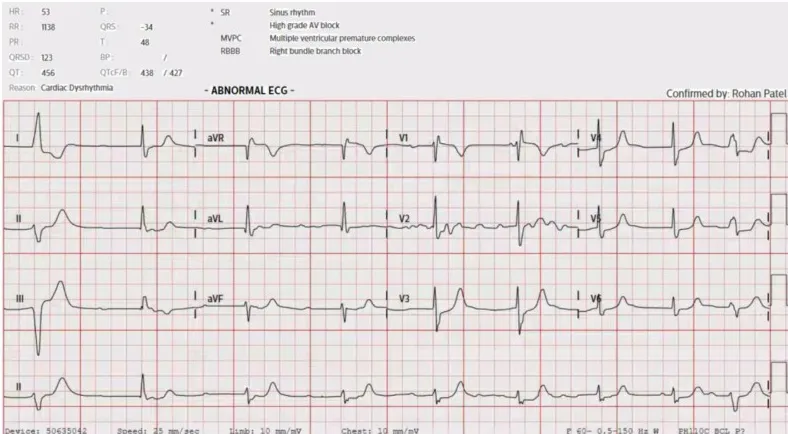 HR: 53 P: * SR Sinus rhythm
RR: 1138 QRS: -34 * High grade AV block
PR: T: 48 MVPC Multiple ventricular premature complexes
QRSD: 123 BP: / RBBB Right bundle branch block
QT: 456 QTcF/B: 438 / 427
Reason: Cardiac Dysrhythmia - ABNORMAL ECG - Confirmed by: Rohan Patel
I aVR V1 V4
II aVL V2 V5
III aVF V3 V6
II
Device: 50635042 Speed: 25 mm/sec Limb: 10 mm/mV Chest: 10 mm/mV F 60~ 0.5-150 Hz W PH110C BCL P?